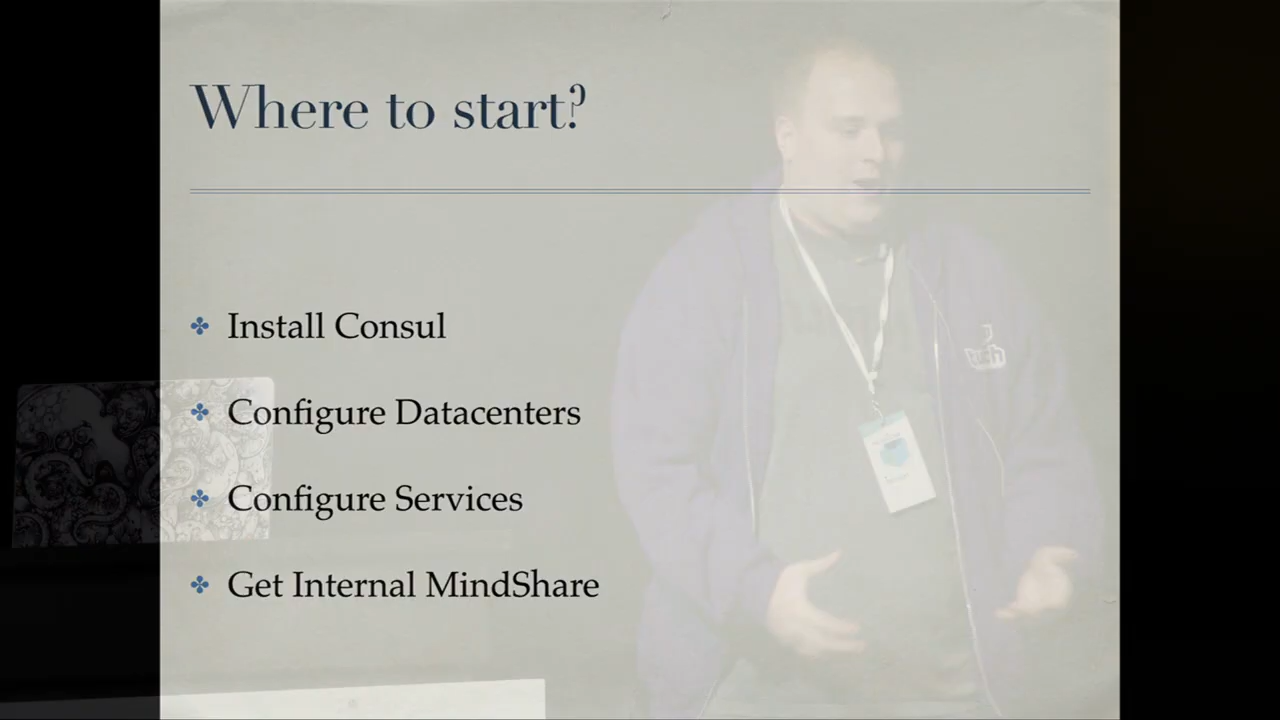 Where to start?
Install Consul
Configure Datacenters
Configure Services
Get Internal MindShare